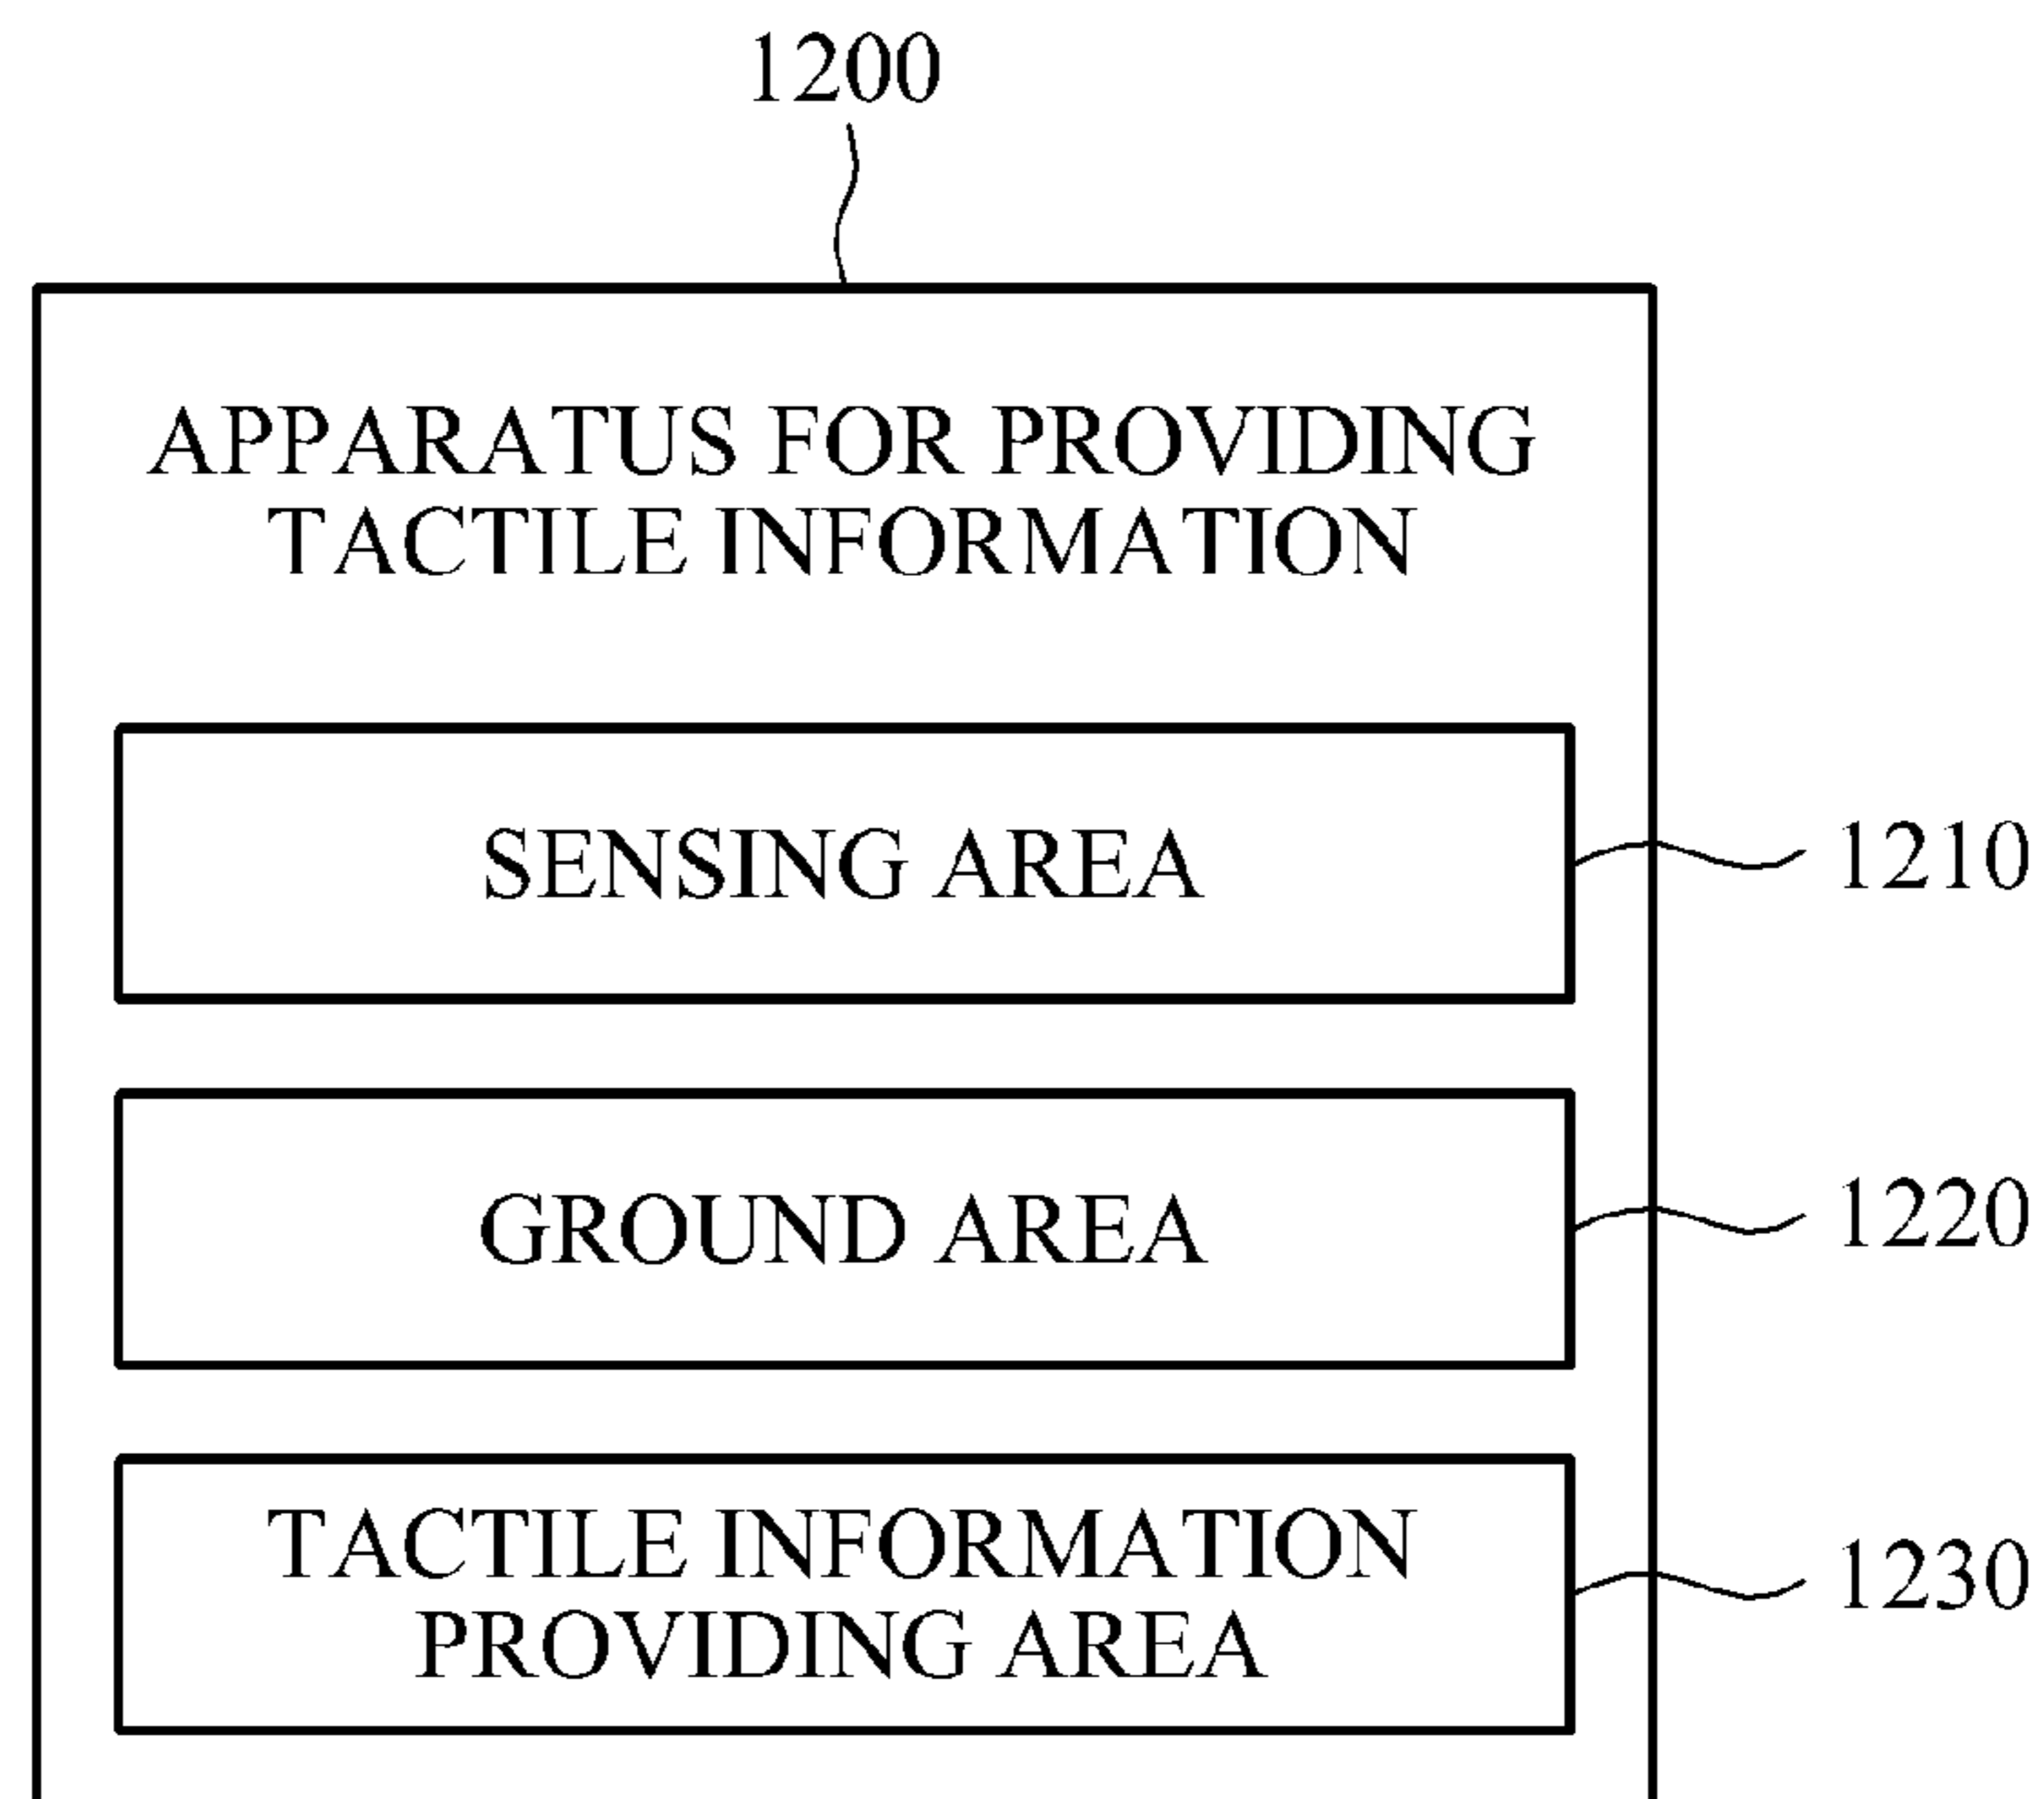 1200
APPARATUS FOR PROVIDING
TACTILE INFORMATION
SENSING AREA
1210
GROUND AREA
1220
TACTILE INFORMATION
PROVIDING AREA
1230